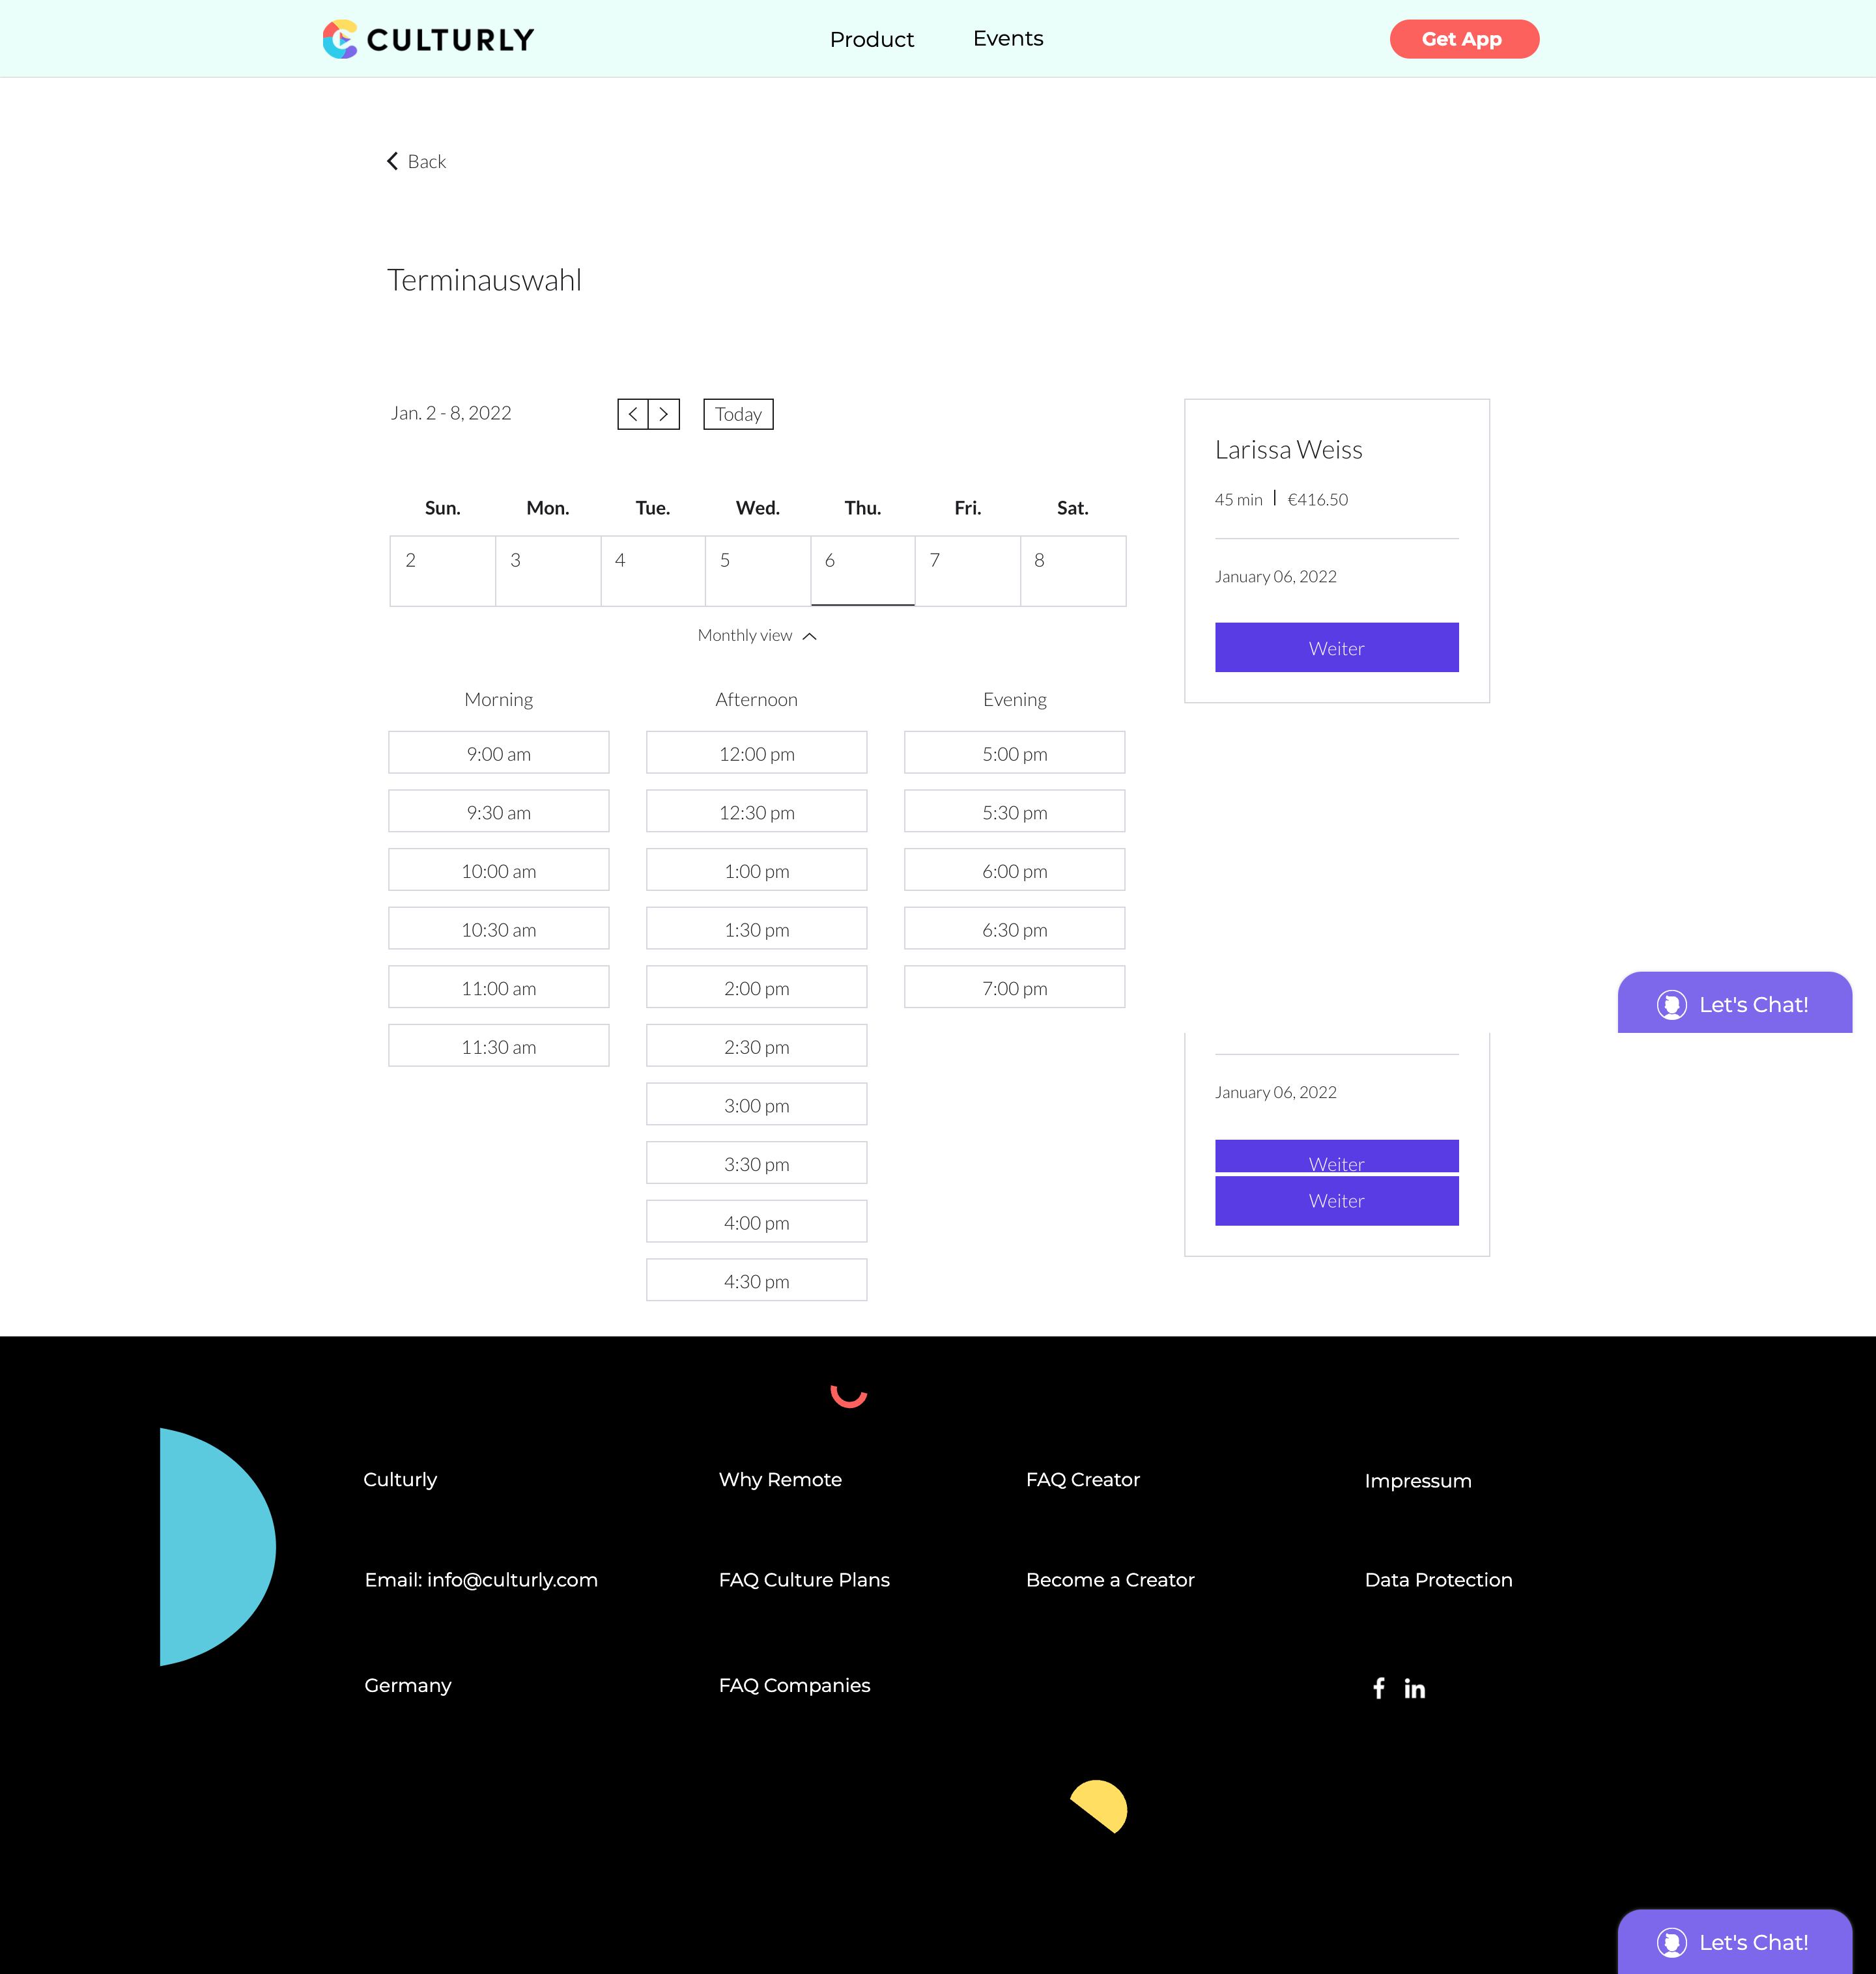 CULTURLY
Product
Events
Get App
Back
Terminauswahl
Jan. 2 - 8, 2022
Today
Sun. Mon. Tue. Wed. Thu. Fri. Sat.
2 3 4 5 6 7 8
Monthly view
Morning
9:00 am
9:30 am
10:00 am
10:30 am
11:00 am
11:30 am
Afternoon
12:00 pm
12:30 pm
1:00 pm
1:30 pm
2:00 pm
2:30 pm
3:00 pm
3:30 pm
4:00 pm
4:30 pm
Evening
5:00 pm
5:30 pm
6:00 pm
6:30 pm
7:00 pm
Larissa Weiss
45 min €416.50
January 06, 2022
Weiter
Let's Chat!
January 06, 2022
Weiter
Weiter
Culturly
Email: info@culturly.com
Germany
Why Remote
FAQ Culture Plans
FAQ Companies
FAQ Creator
Become a Creator
Impressum
Data Protection
f in
Let's Chat!